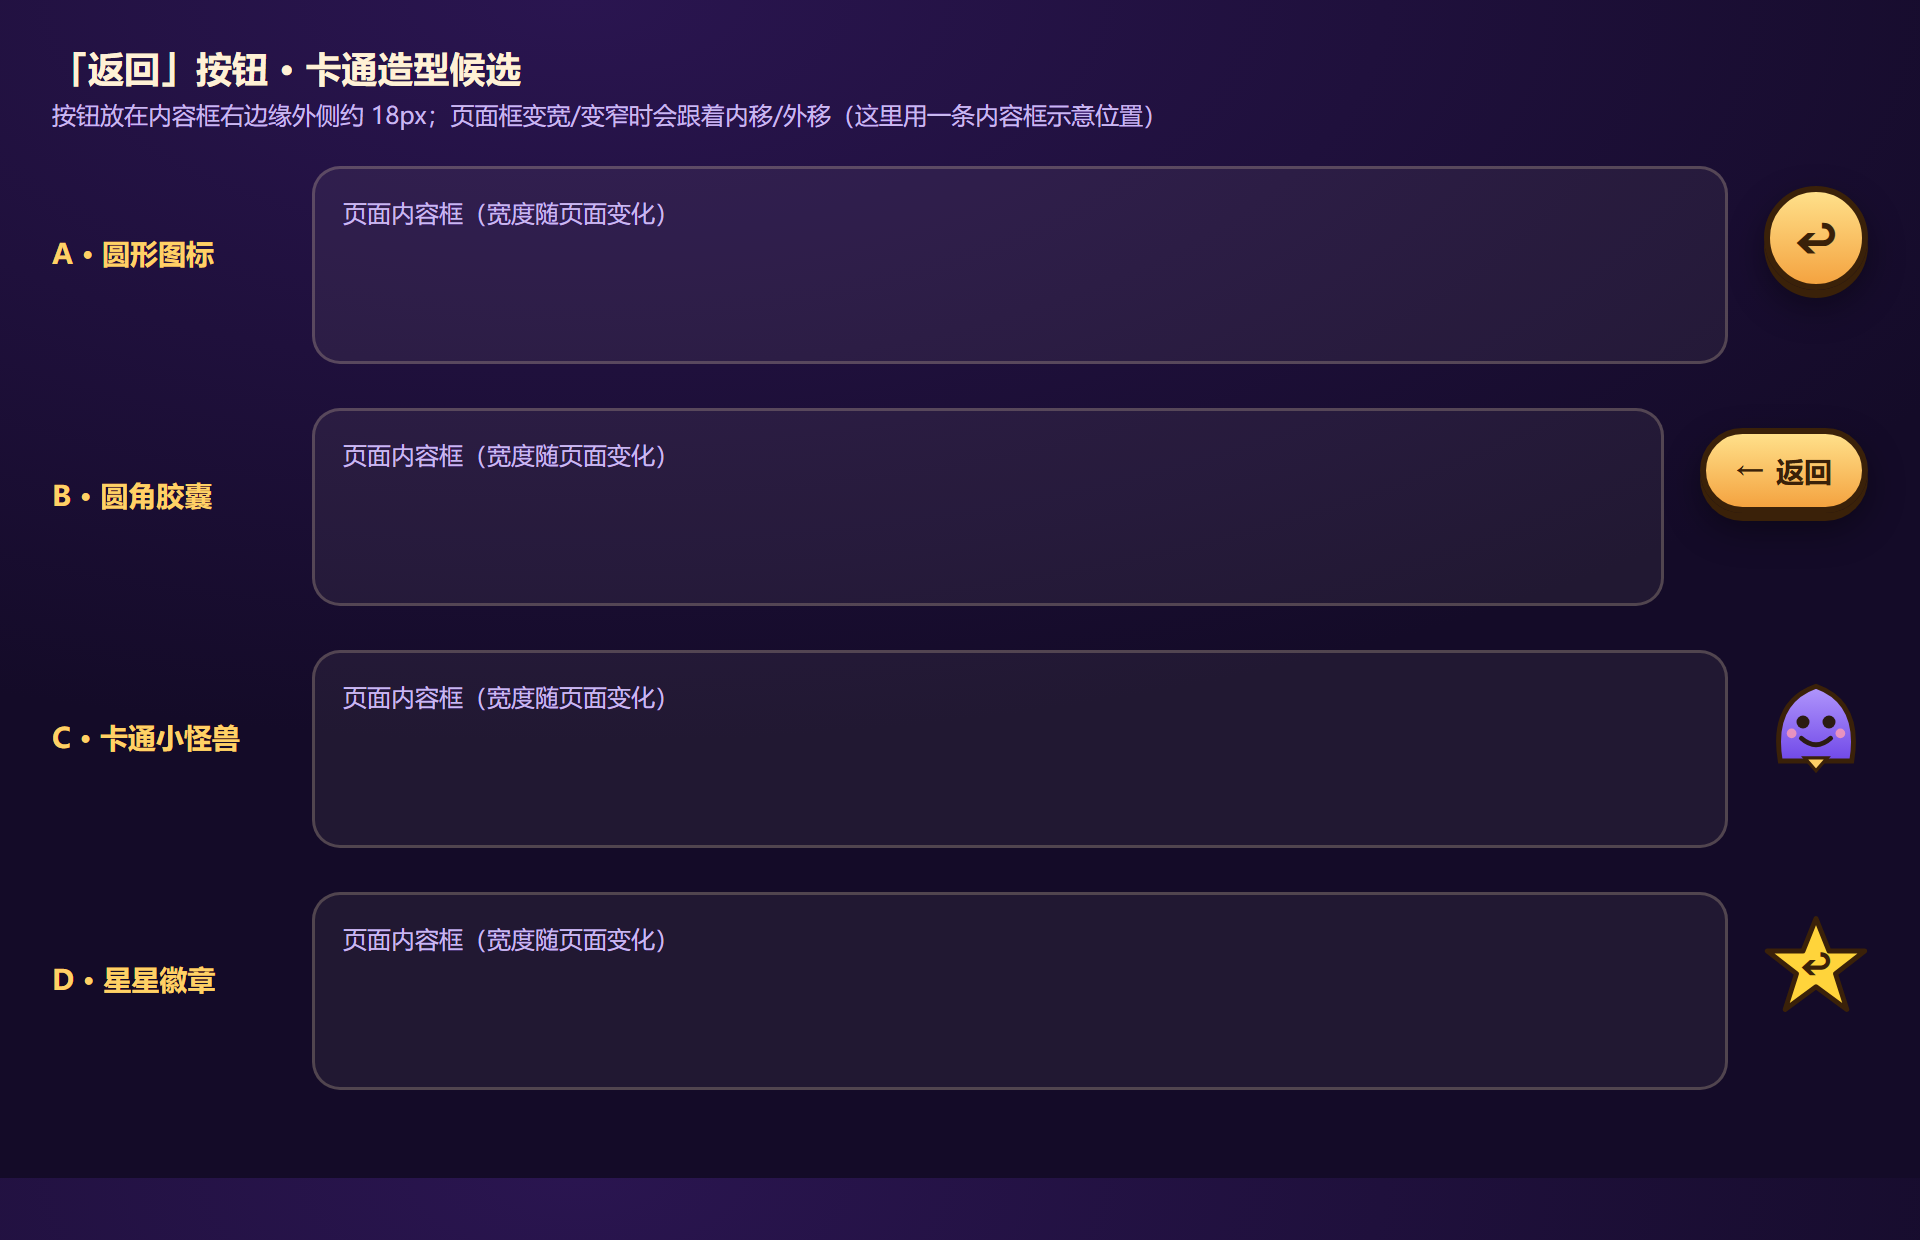 「返回」按钮 · 卡通造型候选
按钮放在内容框右边缘外侧约 18px；页面框变宽/变窄时会跟着内移/外移（这里用一条内容框示意位置）
A · 圆形图标
页面内容框（宽度随页面变化）
B · 圆角胶囊
页面内容框（宽度随页面变化）
← 返回
C · 卡通小怪兽
页面内容框（宽度随页面变化）
D · 星星徽章
页面内容框（宽度随页面变化）